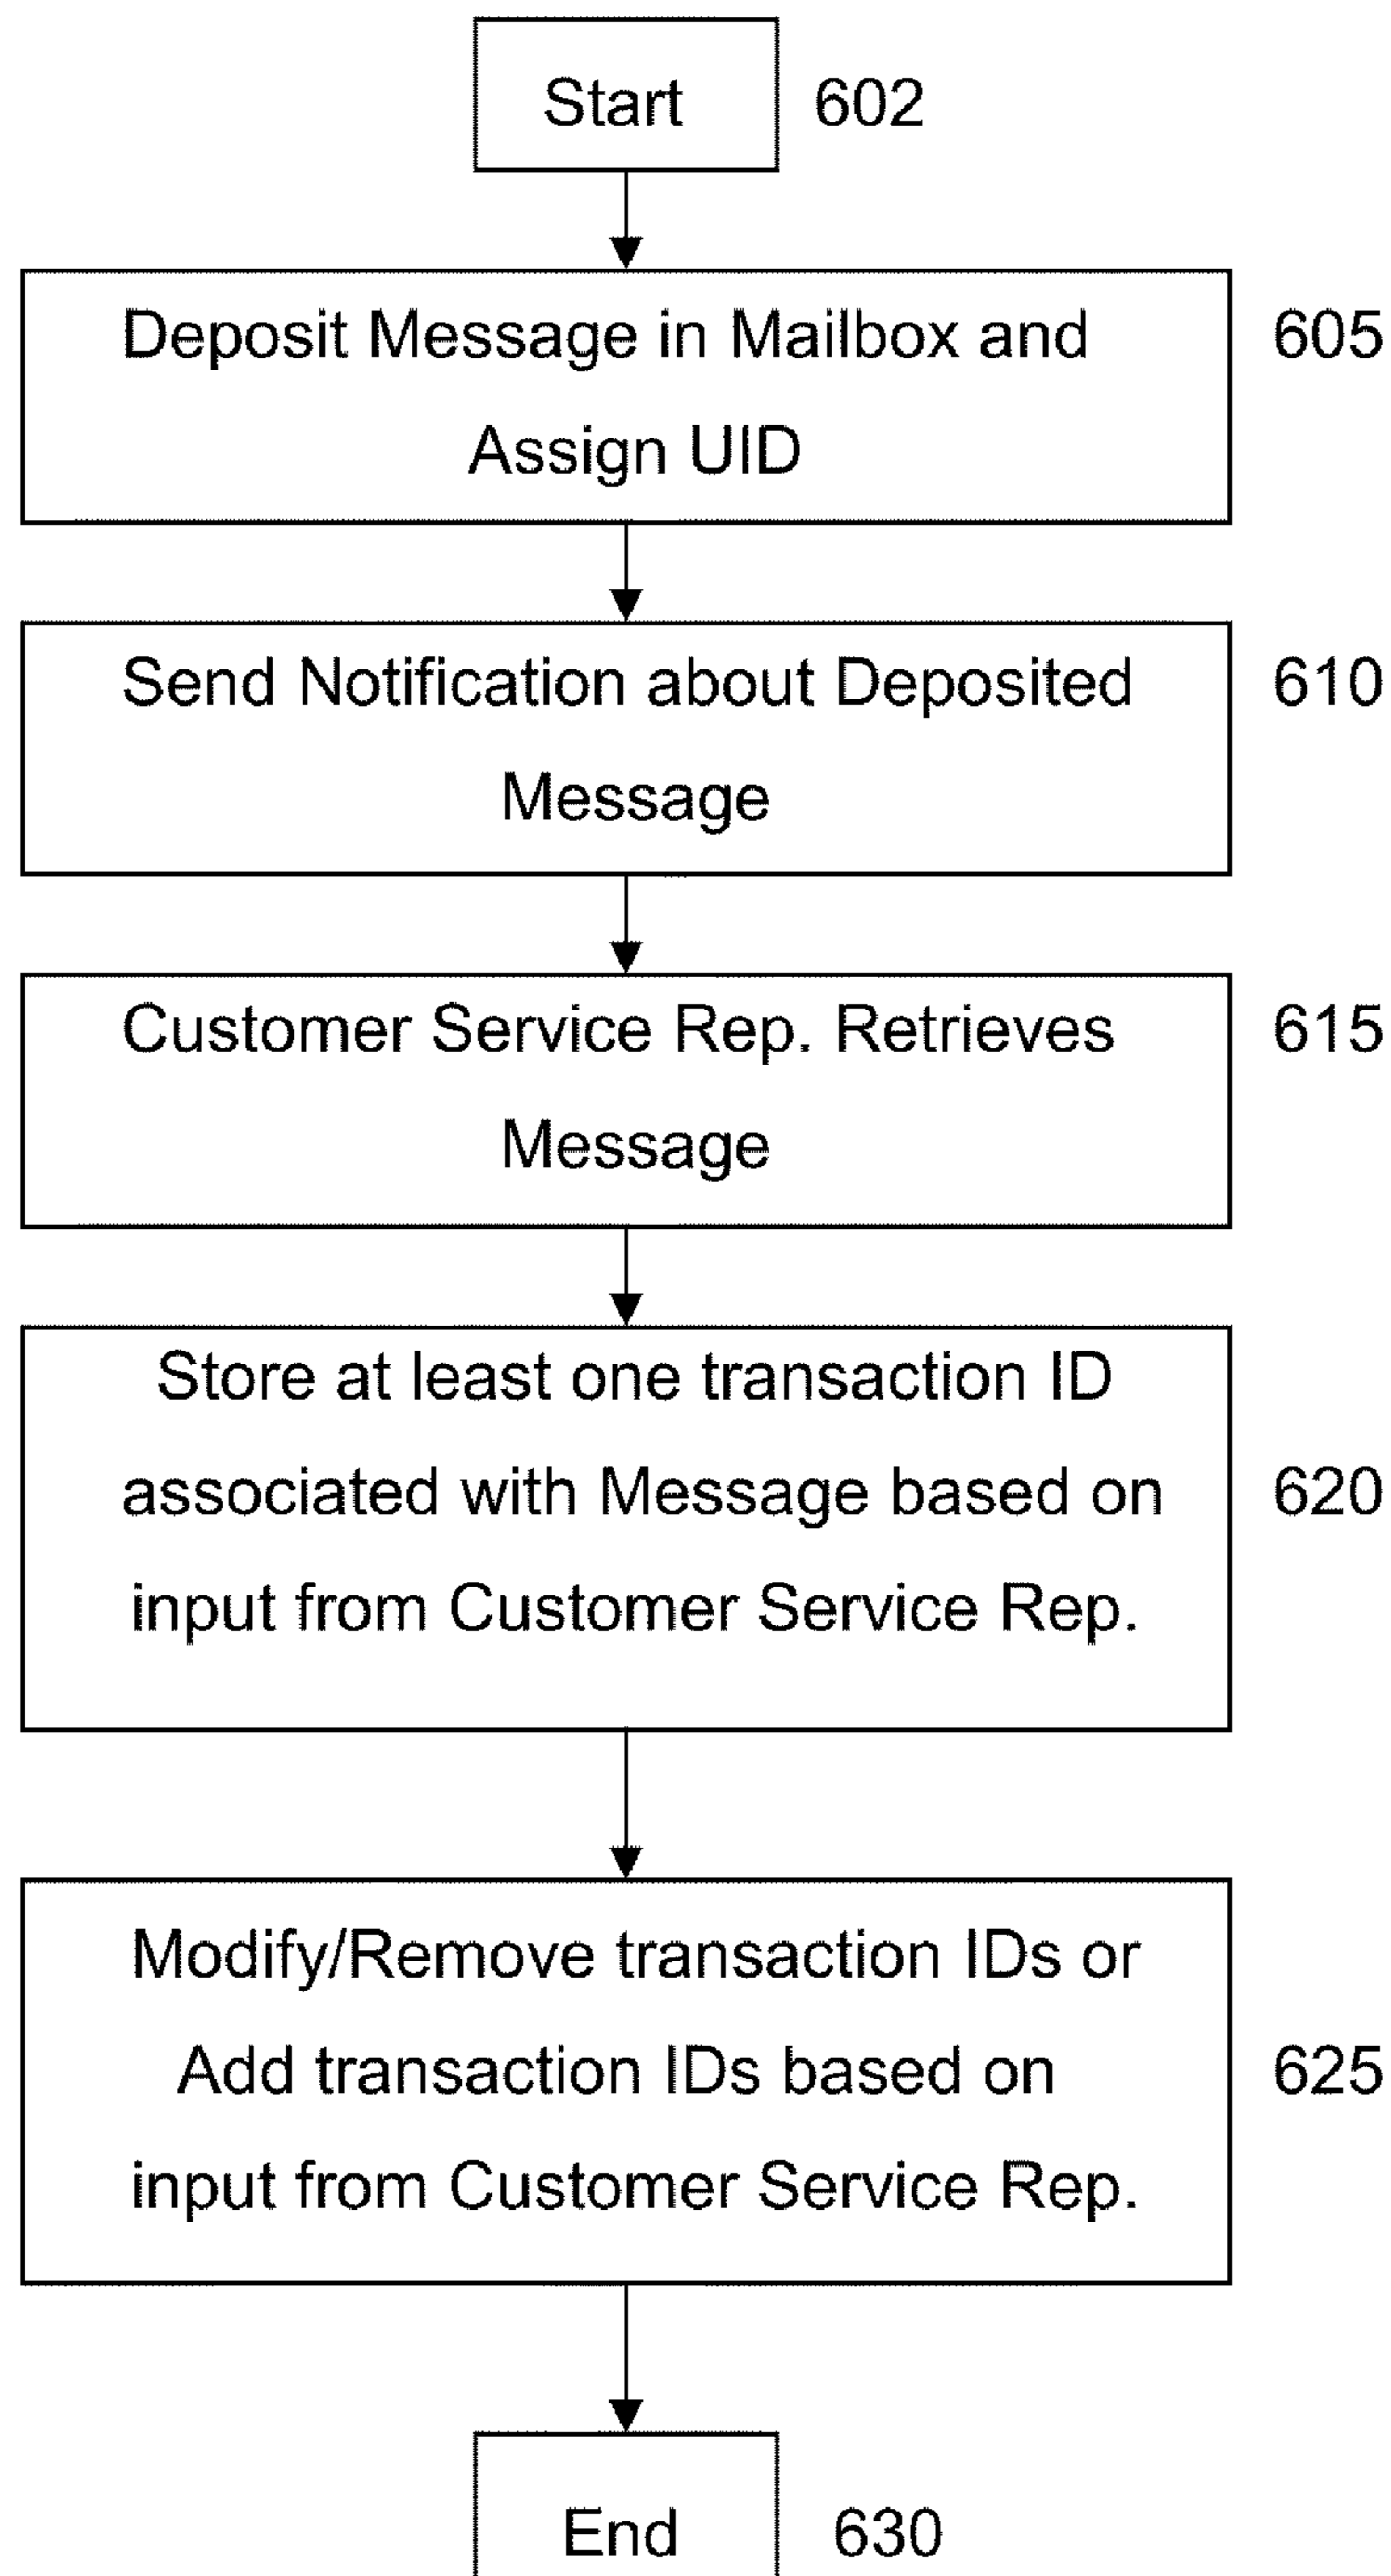 Start 602
Deposit Message in Mailbox and 605
Assign UID
Send Notification about Deposited 610
Message
Customer Service Rep. Retrieves 615
Message
Store at least one transaction ID
associated with Message based on 620
input from Customer Service Rep.
Modify/Remove transaction IDs or
Add transaction IDs based on 625
input from Customer Service Rep.
End 630